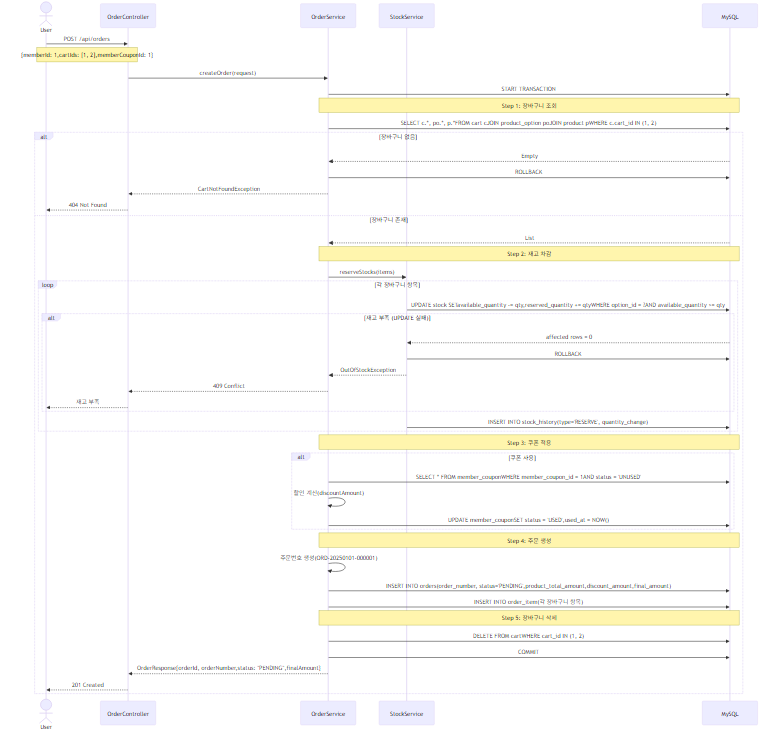 User
OrderController
OrderService
StockService
MySQL
POST /api/orders
{memberId: 1,cartIds: [1, 2],memberCouponId: 1}
createOrder(request)
START TRANSACTION
Step 1: 장바구니 조회
SELECT c.*, po.*, p.*FROM cart cJOIN product_option poJOIN product pWHERE c.cart_id IN (1, 2)
alt
[장바구니 없음]
Empty
ROLLBACK
CartNotFoundException
404 Not Found
[장바구니 존재]
List
Step 2: 재고 차감
reserveStocks(items)
loop
[각 장바구니 항목]
UPDATE stock SETavailable_quantity -= qty,reserved_quantity += qtyWHERE option_id = ?AND available_quantity >= qty
alt
[재고 부족 (UPDATE 실패)]
affected_rows = 0
ROLLBACK
OutOfStockException
409 Conflict
재고 부족
INSERT INTO stock_history(type='RESERVE', quantity_change)
Step 3: 쿠폰 적용
alt
[쿠폰 사용]
SELECT * FROM member_couponWHERE member_coupon_id = 1AND status = 'UNUSED'
할인 계산(discountAmount)
UPDATE member_couponSET status = 'USED',used_at = NOW()
Step 4: 주문 생성
주문번호 생성(ORD-20250101-000001)
INSERT INTO orders(order_number, status='PENDING',product_total_amount,discount_amount,final_amount)
INSERT INTO order_item(각 장바구니 항목)
Step 5: 장바구니 삭제
DELETE FROM cartWHERE cart_id IN (1, 2)
COMMIT
OrderResponse{orderId, orderNumber,status: "PENDING",finalAmount}
201 Created
User
OrderController
OrderService
StockService
MySQL